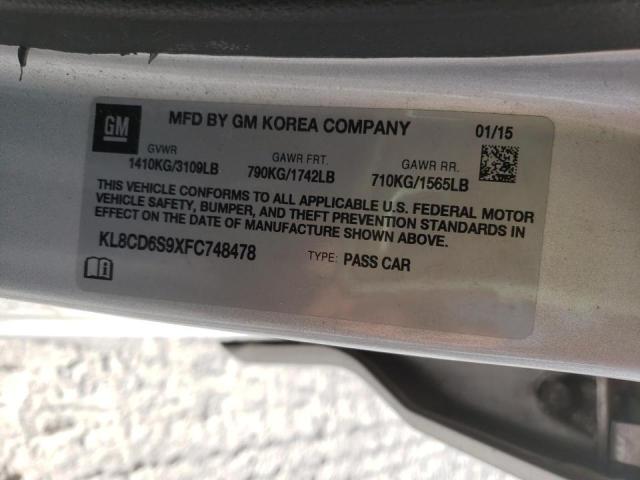 GM
MFD BY GM KOREA COMPANY 01/15
GVWR GAWR FRT. GAWR RR.
1410KG/3109LB 790KG/1742LB 710KG/1565LB
THIS VEHICLE CONFORMS TO ALL APPLICABLE U.S. FEDERAL MOTOR
VEHICLE SAFETY, BUMPER, AND THEFT PREVENTION STANDARDS IN
EFFECT ON THE DATE OF MANUFACTURE SHOWN ABOVE.
KL8CD6S9XFC748478 TYPE: PASS CAR